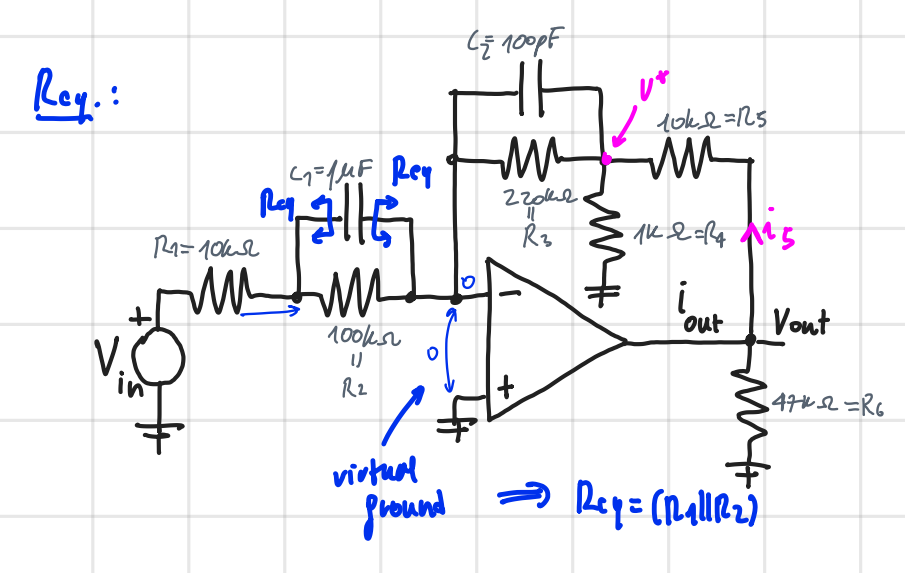 C2=100pF
Req.:
V*
10kΩ=R5
C1=1μF
Req
Req
220kΩ
=
R3
1kΩ=R4
i5
R1=10kΩ
0
+
−
iout
Vout
Vin
100kΩ
=
R2
0
+
47kΩ=R6
virtual
ground
⇒ Req=(R1||R2)